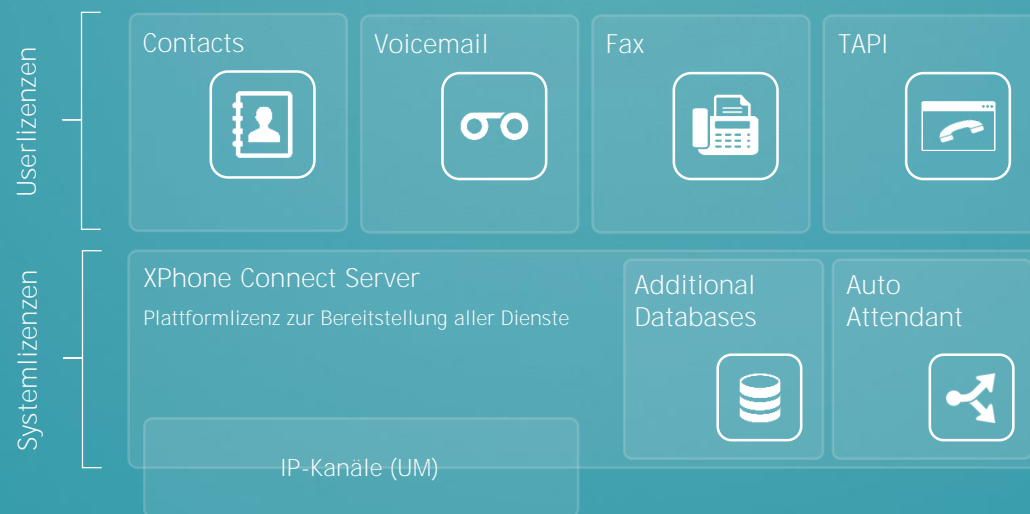 Userlizenzen
Contacts
Voicemail
Fax
TAPI
Systemlizenzen
XPhone Connect Server
Plattformlizenz zur Bereitstellung aller Dienste
Additional
Databases
Auto
Attendant
IP-Kanäle (UM)